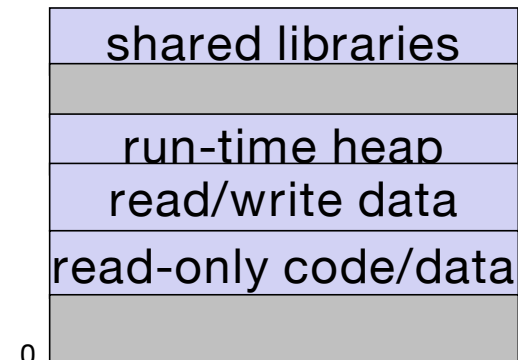 shared libraries
run-time heap
read/write data
read-only code/data
0